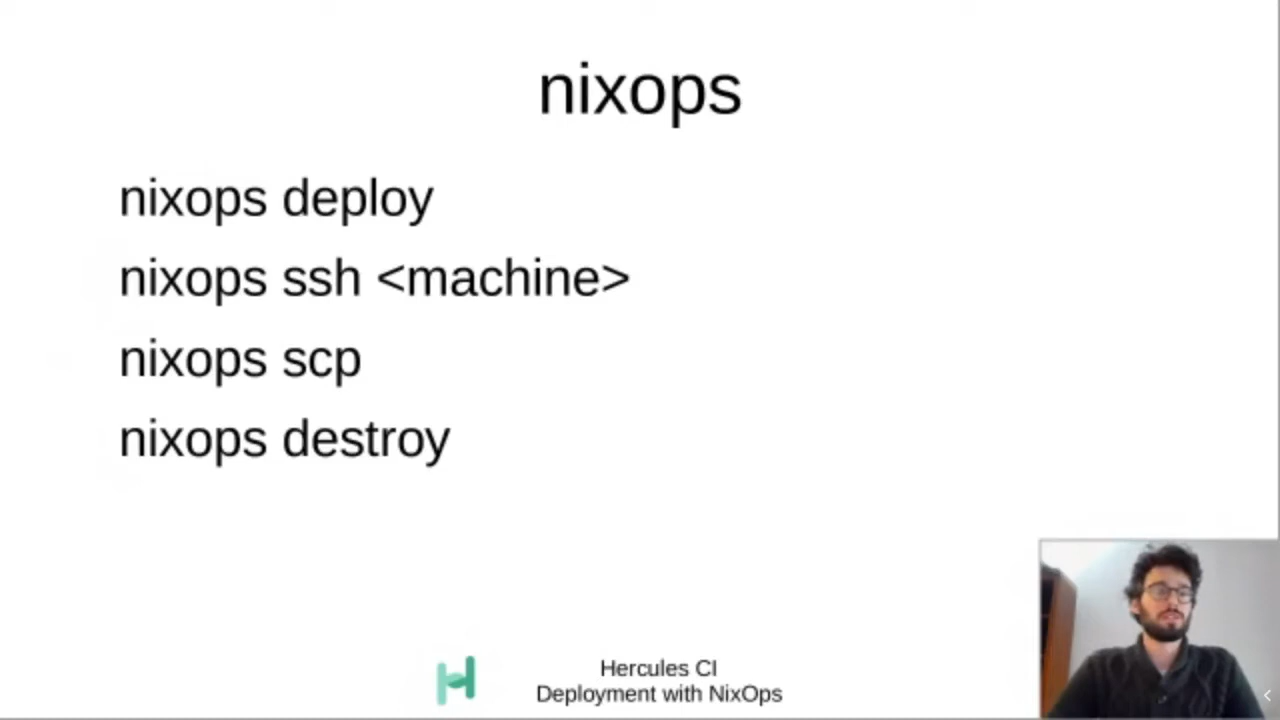 nixops
nixops deploy
nixops ssh <machine>
nixops scp
nixops destroy
Hercules CI
Deployment with NixOps